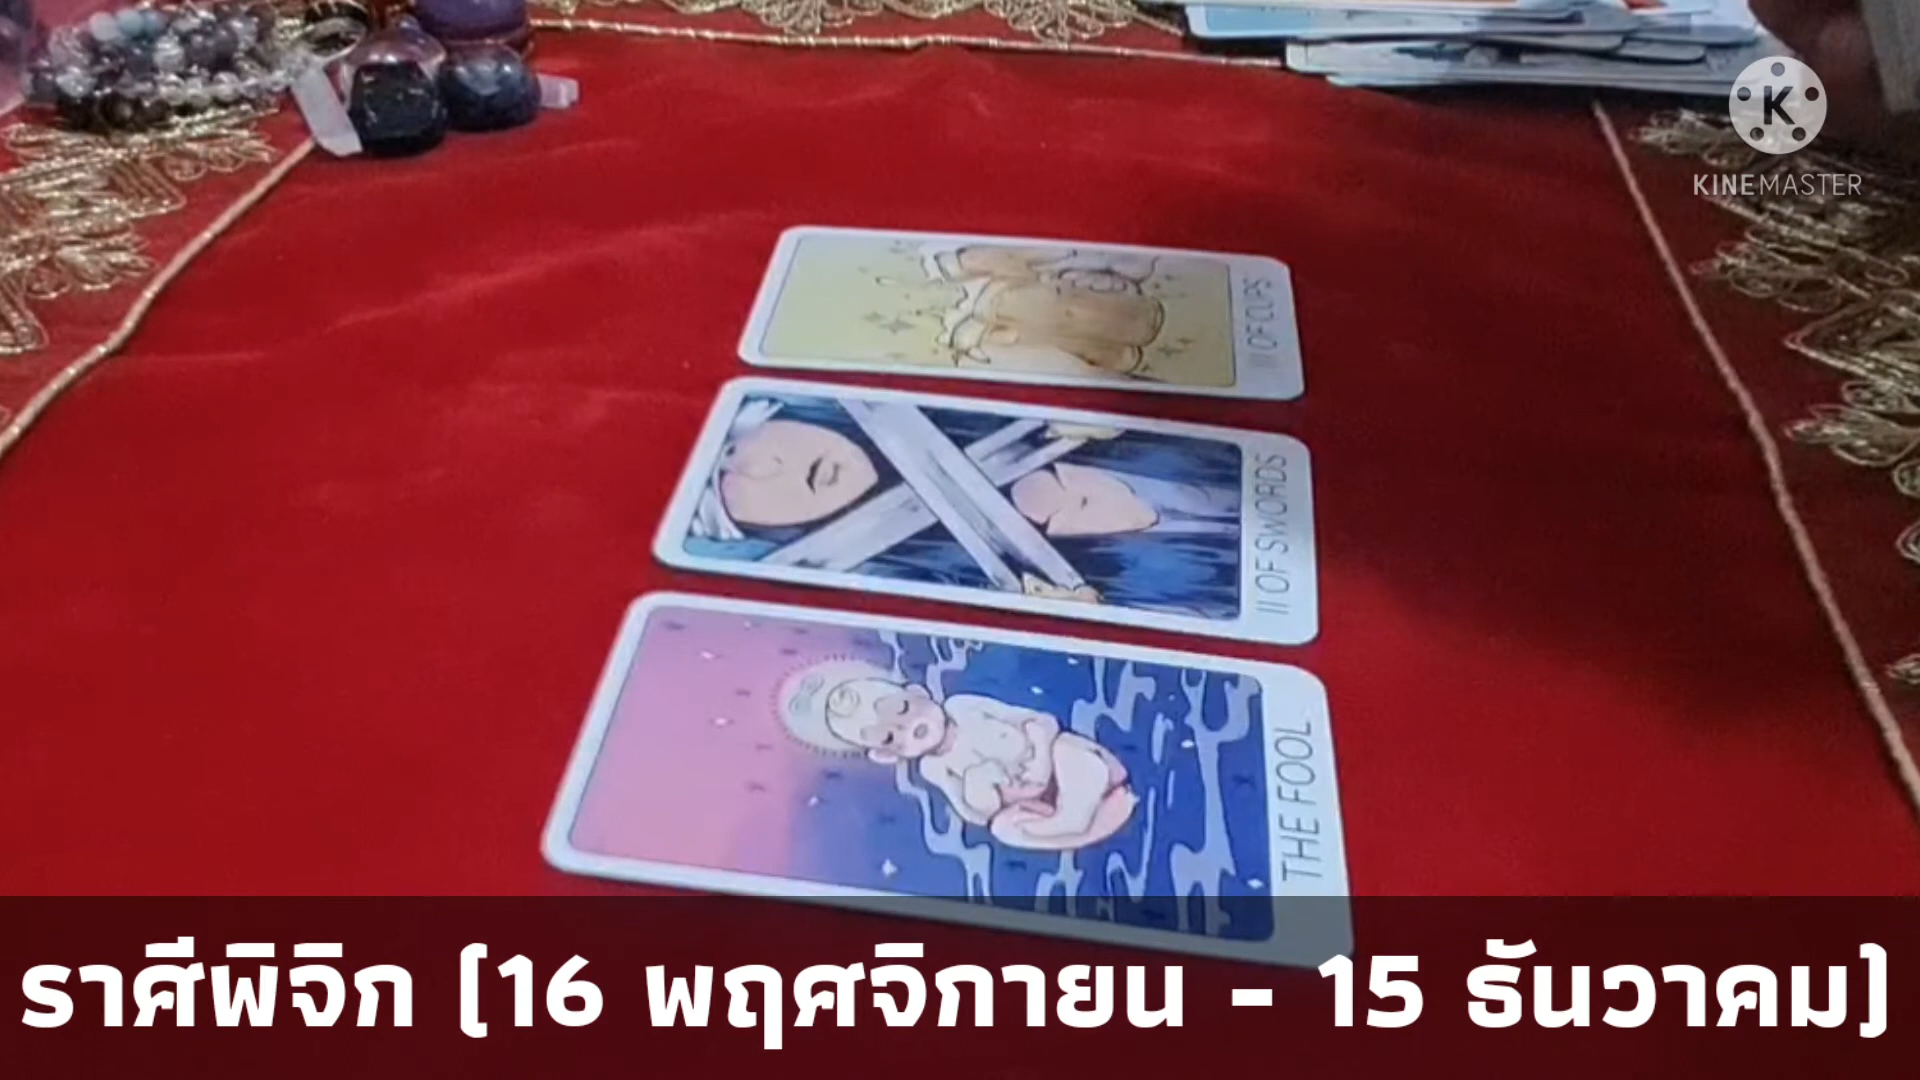 KINEMASTER
II OF CUPS
II OF SWORDS
THE FOOL
ราศีพิจิก (16 พฤศจิกายน - 15 ธันวาคม)